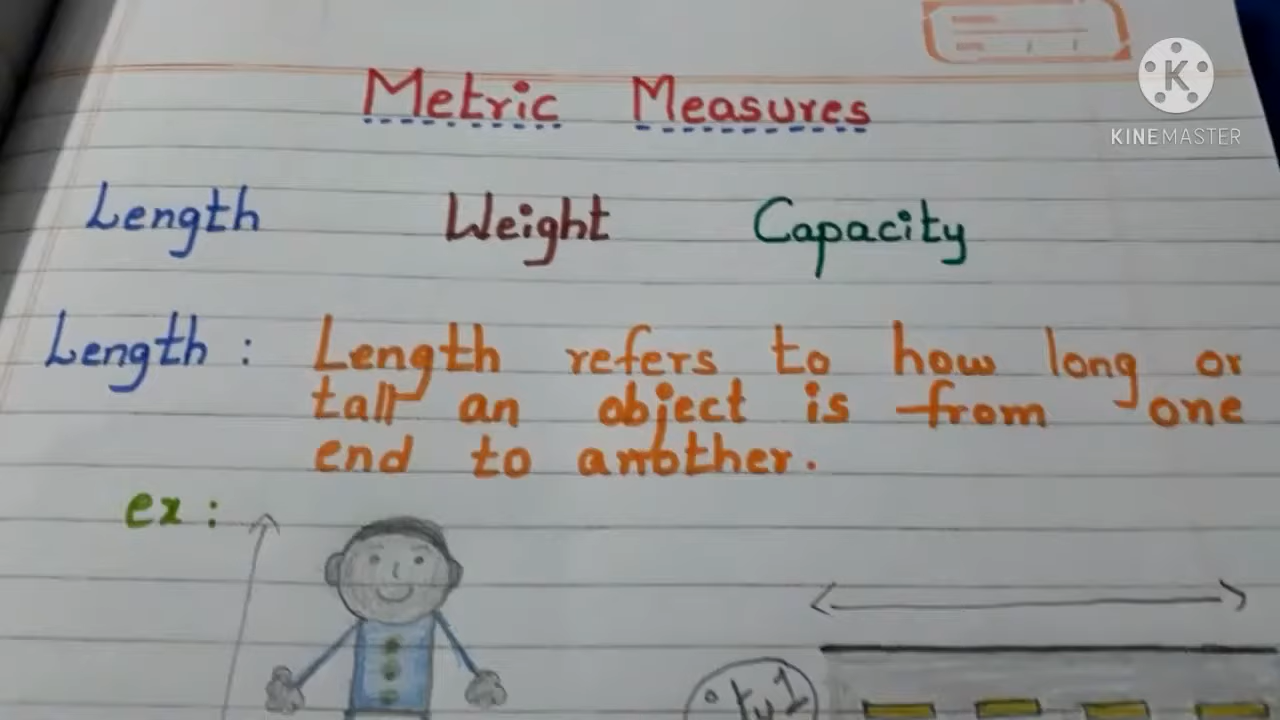 Metric Measures
KINEMASTER
Length Weight Capacity
Length : Length refers to how long or
tall an object is from one
end to another.
ex :